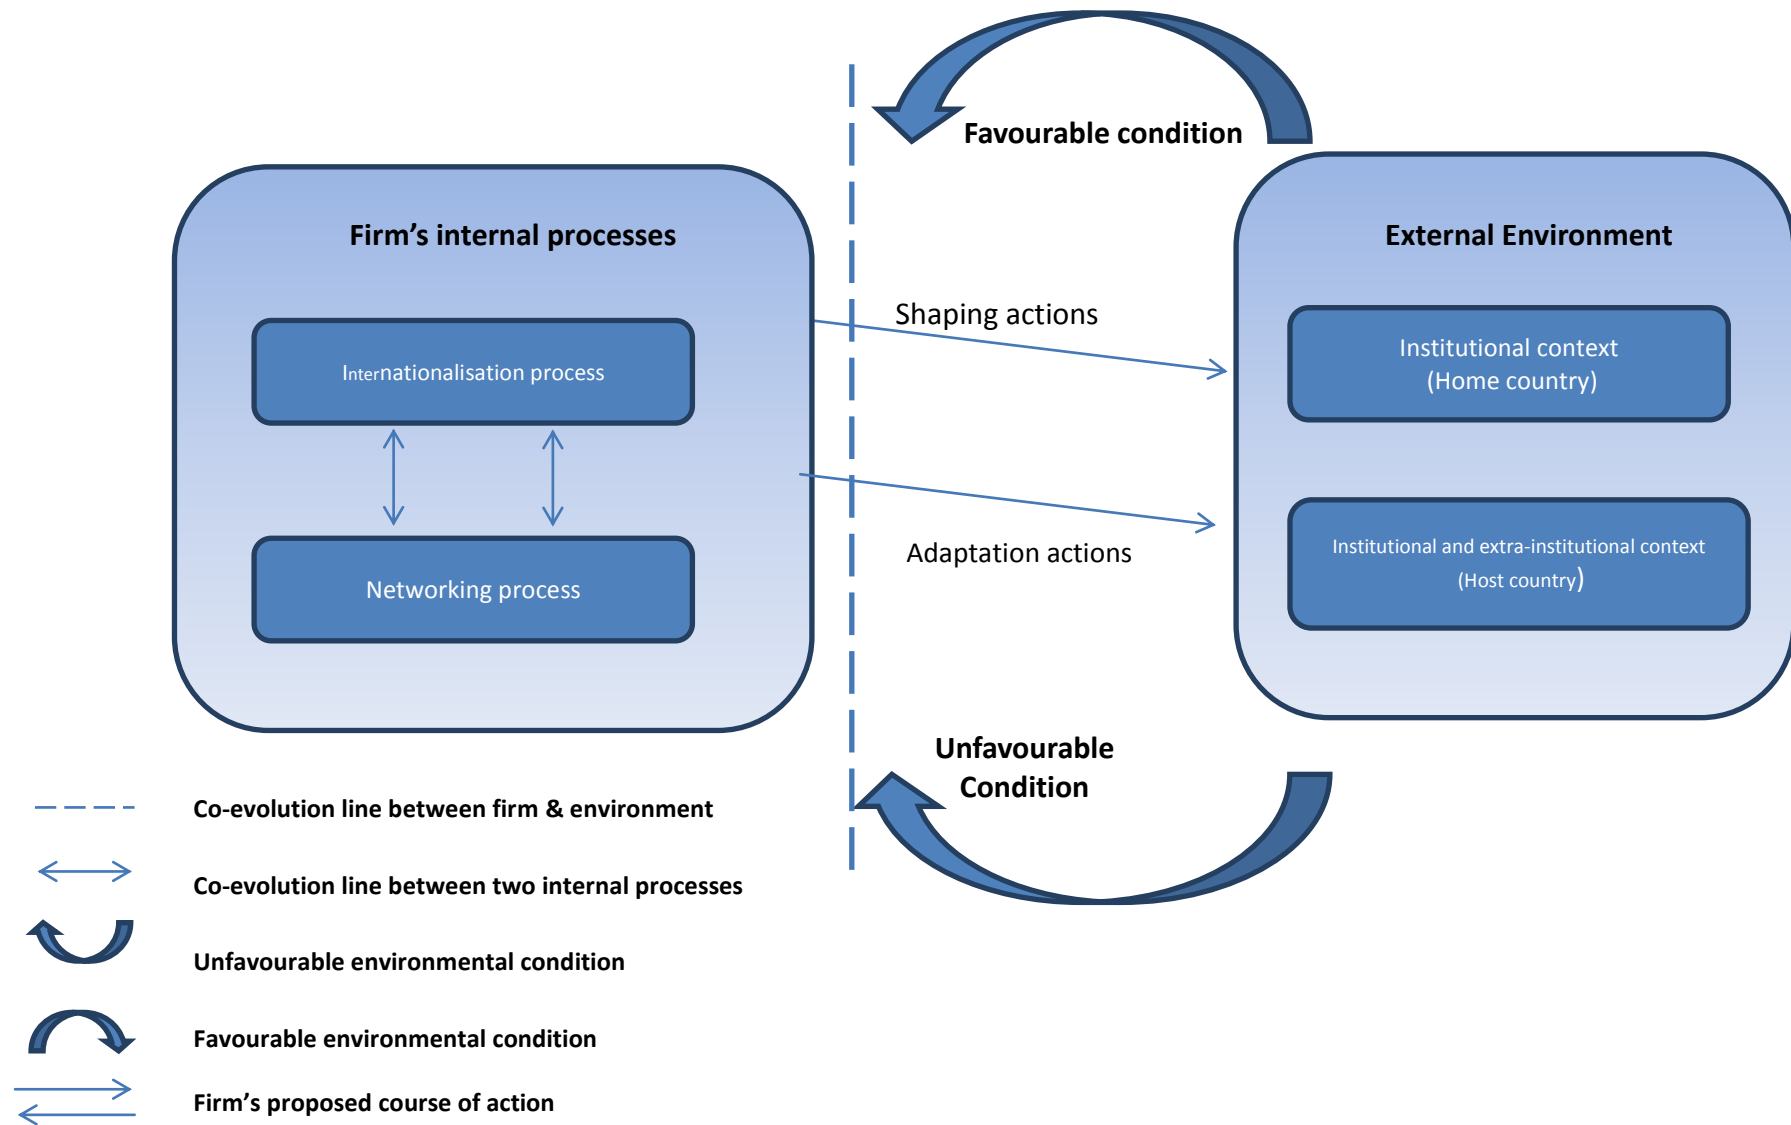 Favourable condition
Firm's internal processes
External Environment
Shaping actions
Internationalisation process
Institutional context
(Home country)
Adaptation actions
Networking process
Institutional and extra-institutional context
(Host country)
Unfavourable
Condition
Co-evolution line between firm & environment
Co-evolution line between two internal processes
Unfavourable environmental condition
Favourable environmental condition
Firm's proposed course of action